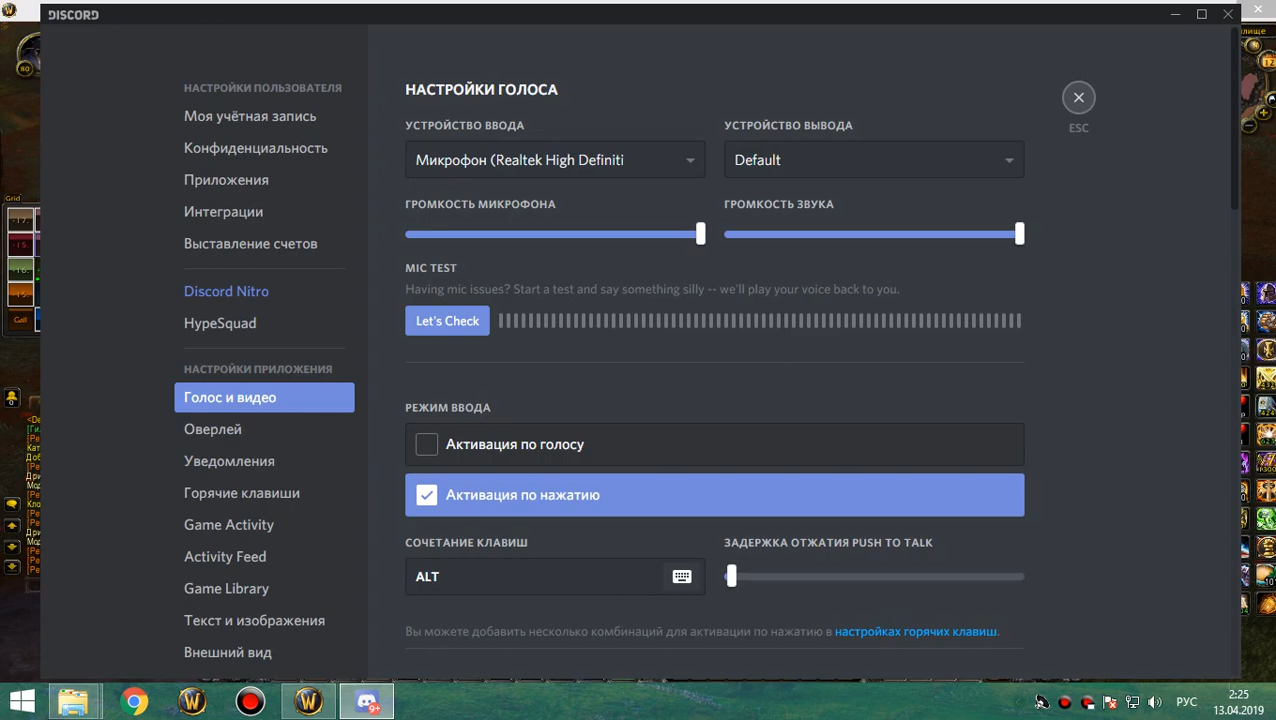 DISCORD
НАСТРОЙКИ ПОЛЬЗОВАТЕЛЯ
Моя учётная запись
Конфиденциальность
Приложения
Интеграции
Выставление счетов
Discord Nitro
HypeSquad
НАСТРОЙКИ ПРИЛОЖЕНИЯ
Голос и видео
Оверлей
Уведомления
Горячие клавиши
Game Activity
Activity Feed
Game Library
Текст и изображения
Внешний вид
НАСТРОЙКИ ГОЛОСА
ESC
УСТРОЙСТВО ВВОДА
УСТРОЙСТВО ВЫВОДА
Микрофон (Realtek High Definiti
Default
ГРОМКОСТЬ МИКРОФОНА
ГРОМКОСТЬ ЗВУКА
MIC TEST
Having mic issues? Start a test and say something silly -- we'll play your voice back to you.
Let's Check
РЕЖИМ ВВОДА
Активация по голосу
Активация по нажатию
СОЧЕТАНИЕ КЛАВИШ
ЗАДЕРЖКА ОТЖАТИЯ PUSH TO TALK
ALT
Вы можете добавить несколько комбинаций для активации по нажатию в настройках горячих клавиш.
Grid
80
9+
РУС
2:25
13.04.2019